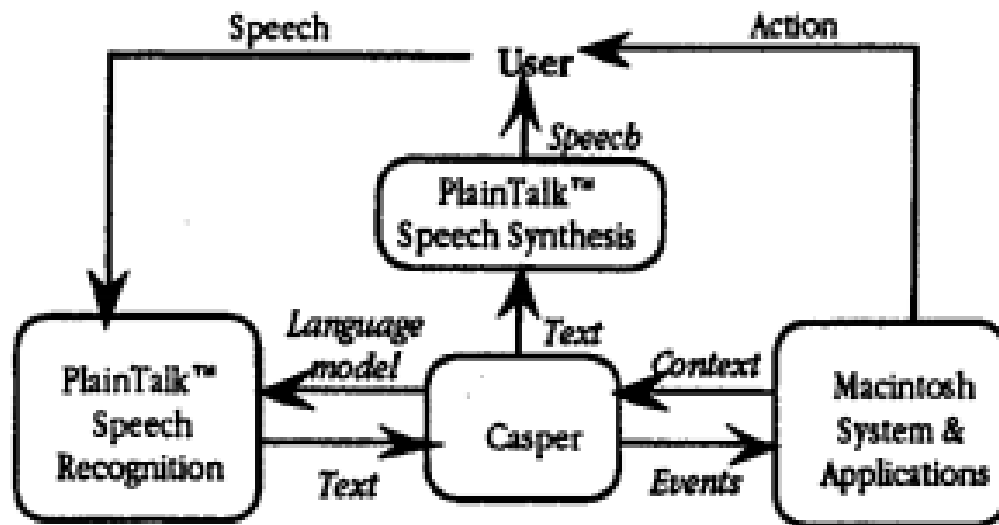 Speech
Action
User
Speech
PlainTalk™
Speech Synthesis
Language
model
Text
Context
PlainTalk™
Speech
Recognition
Casper
Macintosh
System &
Applications
Text
Events